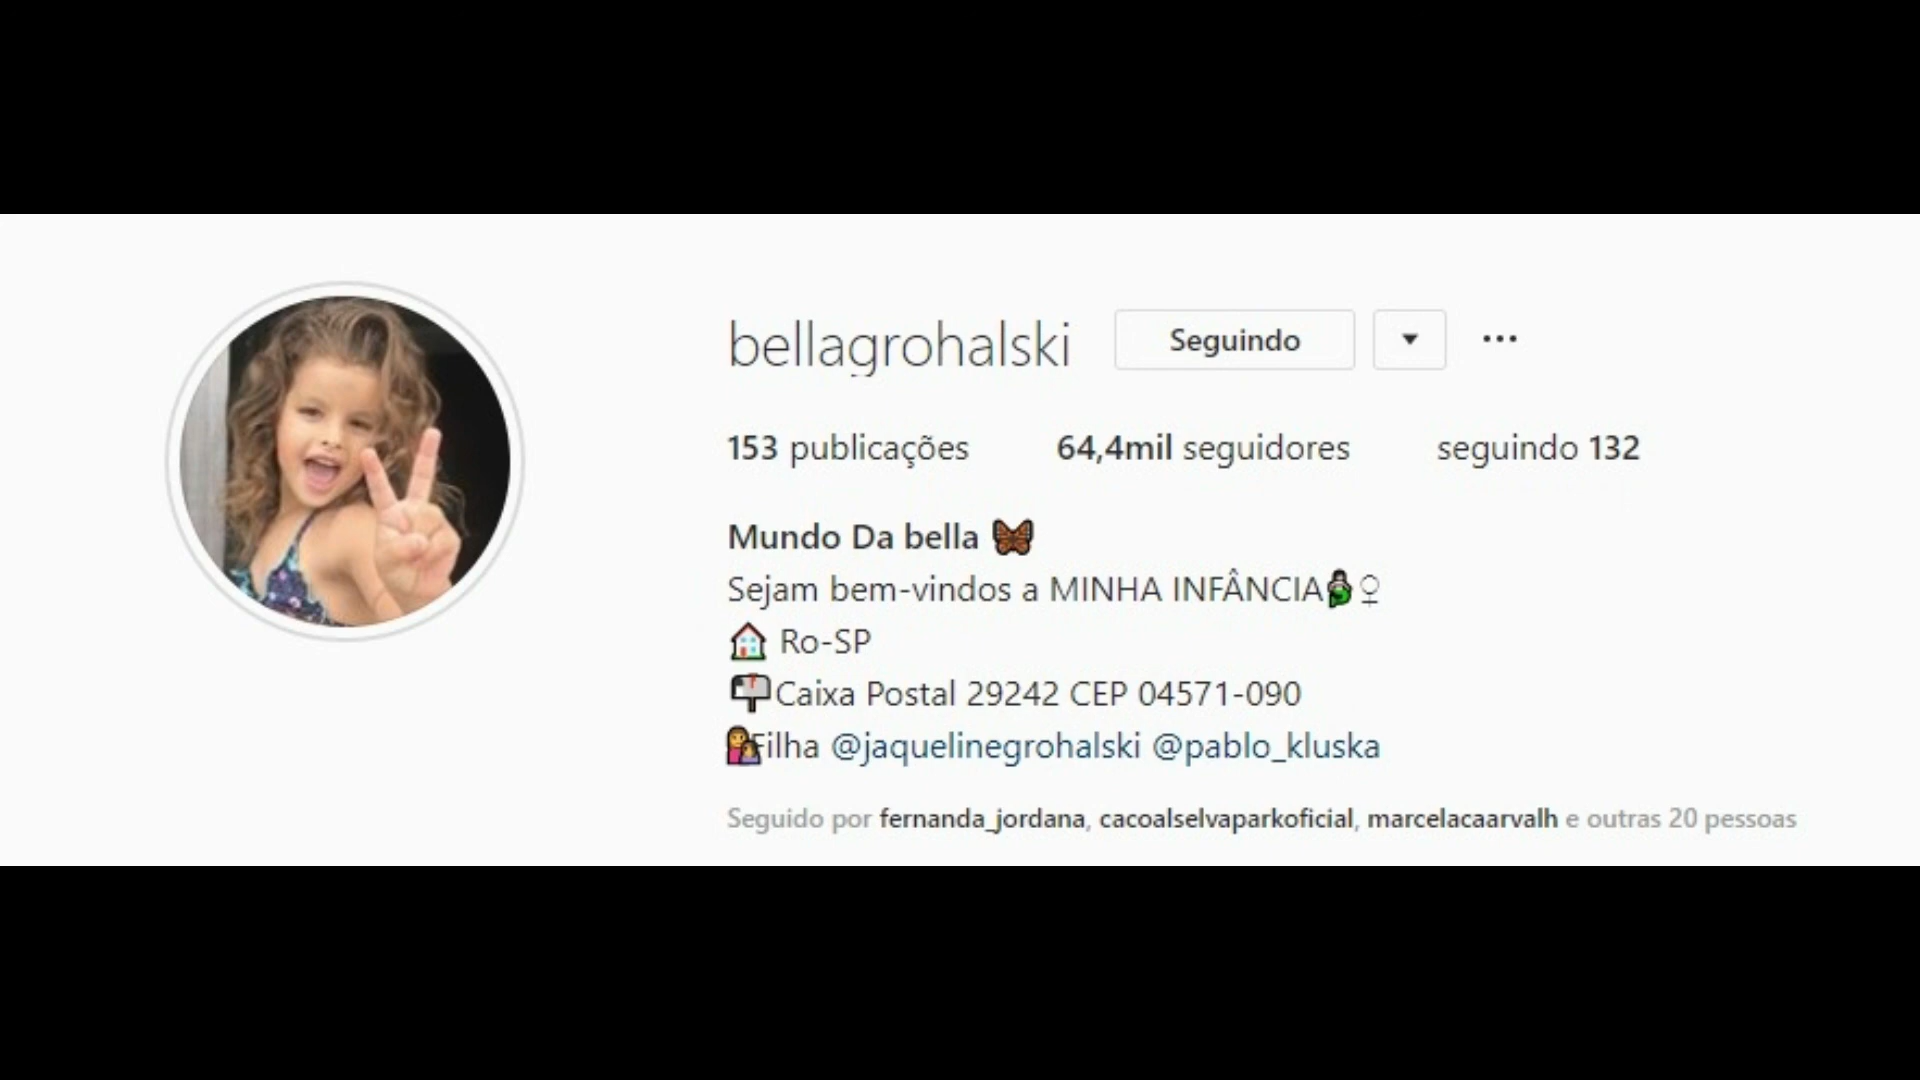 bellagrohalski Seguindo
153 publicações 64,4mil seguidores seguindo 132
Mundo Da bella
Sejam bem-vindos a MINHA INFÂNCIA
Ro-SP
Caixa Postal 29242 CEP 04571-090
Filha @jaquelinegrohalski @pablo_kluska
Seguido por fernanda_jordana, cacoalselvaparkoficial, marcelacaarvalh e outras 20 pessoas